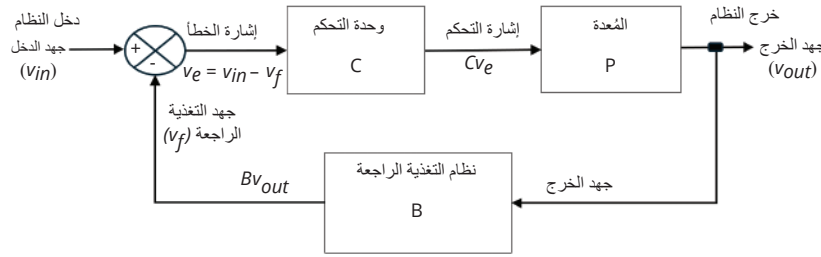 دخل النظام
جهد الدخل
(vin)
+
-
إشارة الخطأ
ve = vin – vf
وحدة التحكم
C
إشارة التحكم
Cve
المُعدة
P
خرج النظام
جهد الخرج
(vout)
جهد التغذية
الراجعة (vf)
Bvout
نظام التغذية الراجعة
B
جهد الخرج